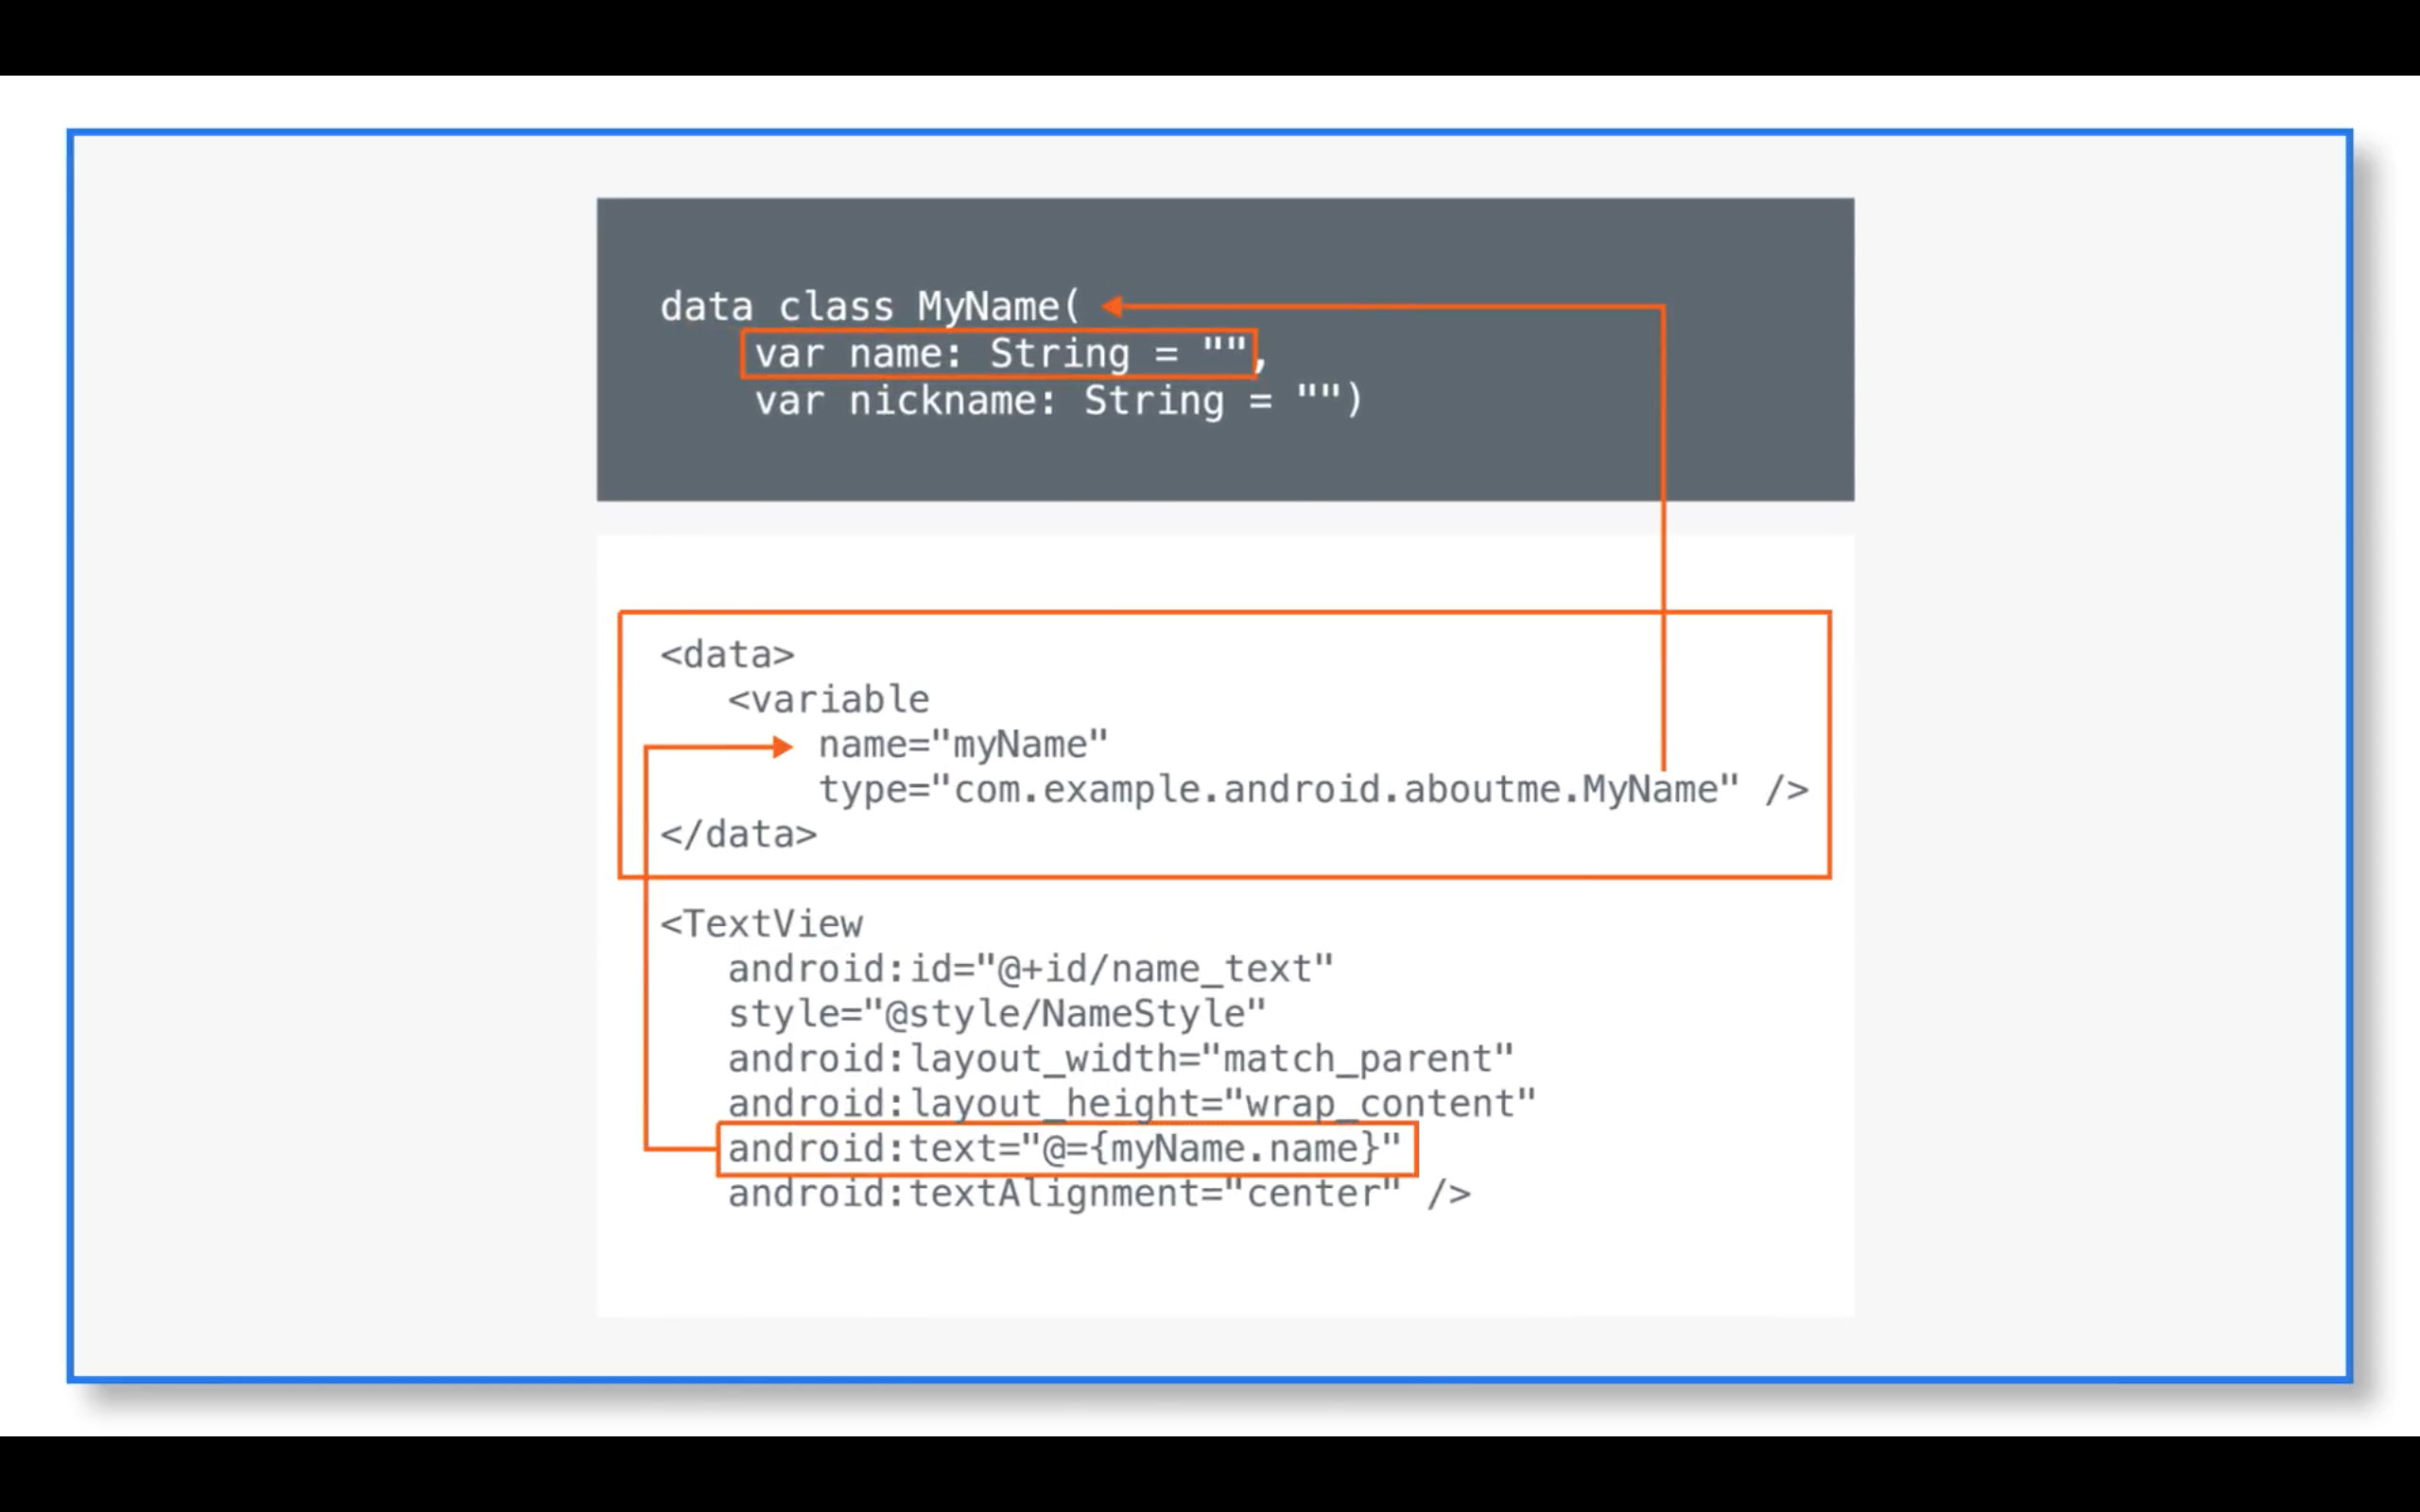 data class MyName(
var name: String = "",
var nickname: String = "")
<data>
<variable
name="myName"
type="com.example.android.aboutme.MyName" />
</data>
<TextView
android:id="@+id/name_text"
style="@style/NameStyle"
android:layout_width="match_parent"
android:layout_height="wrap_content"
android:text="@={myName.name}"
android:textAlignment="center" />